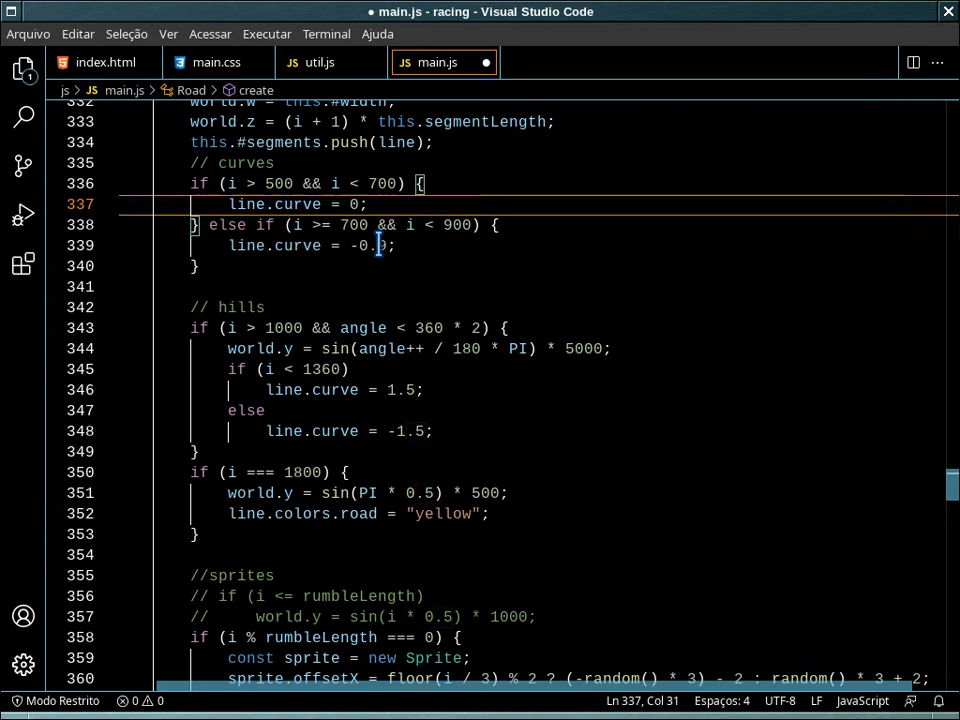 ● main.js - racing - Visual Studio Code
Arquivo Editar Seleção Ver Acessar Executar Terminal Ajuda
index.html main.css util.js main.js
js > main.js > Road > create
332 world.w = this.#width;
333 world.z = (i + 1) * this.segmentLength;
334 this.#segments.push(line);
335 // curves
336 if (i > 500 && i < 700) {
337 line.curve = 0;
338 } else if (i >= 700 && i < 900) {
339 line.curve = -0.9;
340 }
341
342 // hills
343 if (i > 1000 && angle < 360 * 2) {
344 world.y = sin(angle++ / 180 * PI) * 5000;
345 if (i < 1360)
346 line.curve = 1.5;
347 else
348 line.curve = -1.5;
349 }
350 if (i === 1800) {
351 world.y = sin(PI * 0.5) * 500;
352 line.colors.road = "yellow";
353 }
354
355 //sprites
356 // if (i <= rumbleLength)
357 // world.y = sin(i * 0.5) * 1000;
358 if (i % rumbleLength === 0) {
359 const sprite = new Sprite;
360 sprite.offsetX = floor(i / 3) % 2 ? (-random() * 3) - 2 : random() * 3 + 2;
1
Modo Restrito 0 0 Ln 337, Col 31 Espaços: 4 UTF-8 LF JavaScript